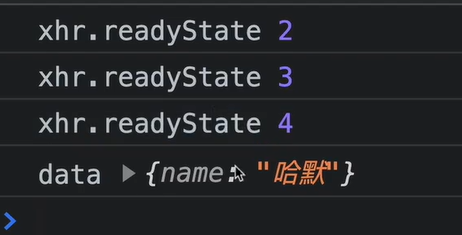 xhr.readyState 2
xhr.readyState 3
xhr.readyState 4
data ▶ {name: "哈默"}